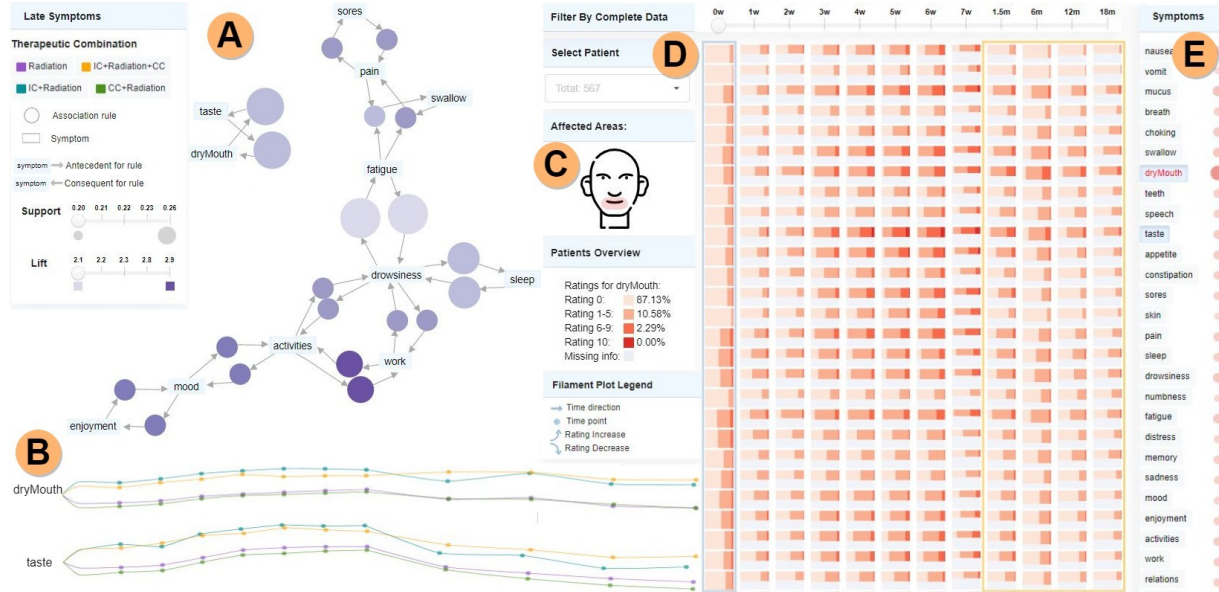 Late Symptoms
Therapeutic Combination
Radiation
IC+Radiation+CC
IC+Radiation
CC+Radiation
Association rule
Symptom
symptom
Antecedent for rule
symptom
Consequent for rule
Support
0.20 0.21 0.22 0.23 0.26
Lift
2.1 2.2 2.3 2.4 2.9
A
sores
pain
swallow
taste
dryMouth
fatigue
drowsiness
sleep
activities
work
mood
enjoyment
B
dryMouth
taste
Filter By Complete Data
Select Patient
D
Total: 567
Affected Areas:
C
Patients Overview
Ratings for dryMouth:
Rating 0: 87.13%
Rating 1-5: 10.58%
Rating 6-9: 2.29%
Rating 10: 0.00%
Missing info:
Filament Plot Legend
Time direction
Time point
Rating Increase
Rating Decrease
0w 1w 2w 3w 4w 5w 6w 7w 1.5m 6m 12m 18m
Symptoms
E
vomit
mucus
breath
choking
swallow
dryMouth
teeth
speech
taste
appetite
constipation
sores
skin
pain
sleep
drowsiness
numbness
fatigue
distress
memory
sadness
mood
enjoyment
activities
work
relations